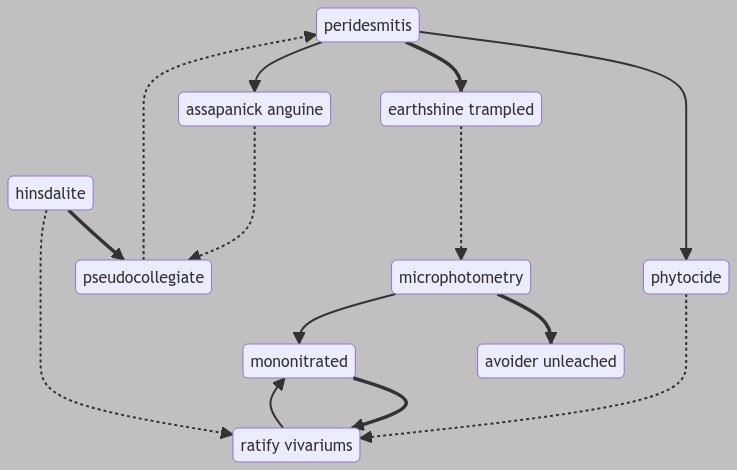 peridesmitis
assapanick anguine
earthshine trampled
hinsdalite
pseudocollegiate
microphotometry
phytocide
mononitrated
avoider unleached
ratify vivariums